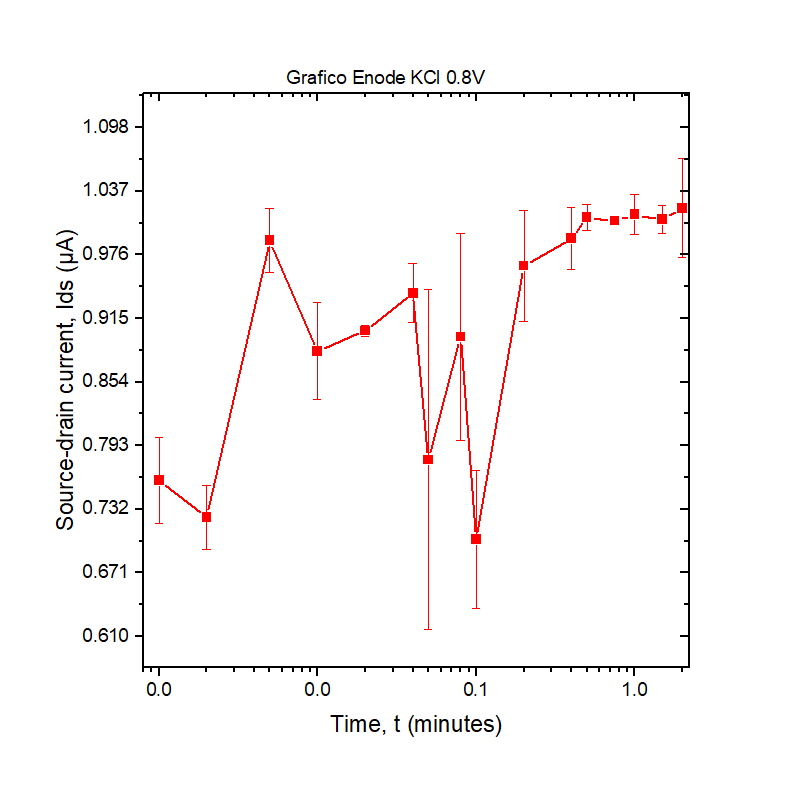 Grafico Enode KCl 0.8V
1.098
1.037
0.976
0.915
0.854
0.793
0.732
0.671
0.610
Source-drain current, Ids (µA)
0.0 0.0 0.1 1.0
Time, t (minutes)